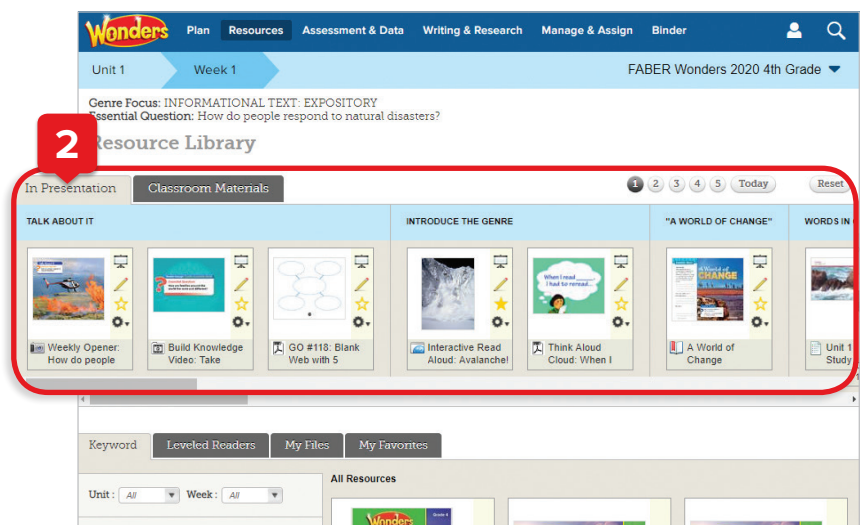 Wonders Plan Resources Assessment & Data Writing & Research Manage & Assign Binder
Unit 1 Week 1 FABER Wonders 2020 4th Grade
Genre Focus: INFORMATIONAL TEXT: EXPOSITORY
Essential Question: How do people respond to natural disasters?
2
Resource Library
In Presentation Classroom Materials 1 2 3 4 5 Today Reset
TALK ABOUT IT INTRODUCE THE GENRE "A WORLD OF CHANGE" WORDS IN
When I read
I had to reread...
A World of
CHANGE
Weekly Opener:
How do people
Build Knowledge
Video: Take
GO #118: Blank
Web with 5
Interactive Read
Aloud: Avalanche!
Think Aloud
Cloud: When I
A World of
Change
Unit 1
Study
Keyword Leveled Readers My Files My Favorites
Unit : All Week : All
All Resources
Wonders Grade 4